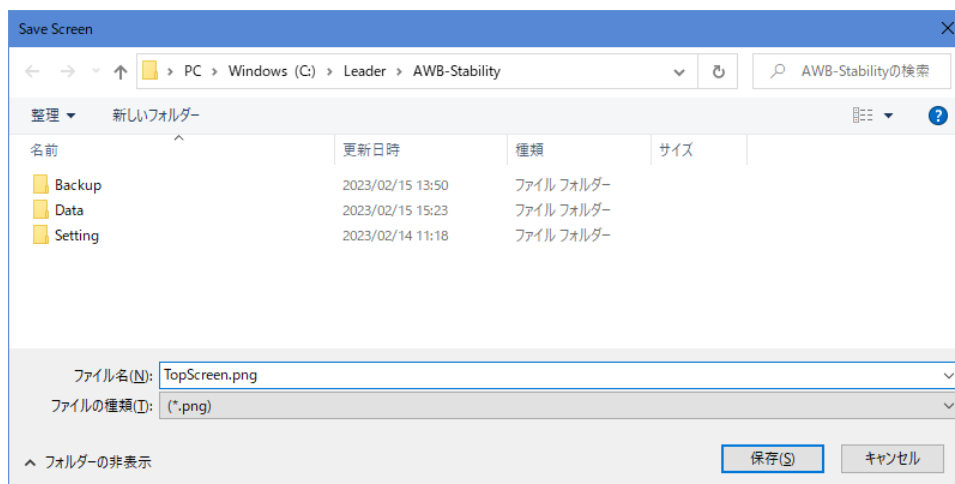 Save Screen
PC › Windows (C:) › Leader › AWB-Stability
AWB-Stabilityの検索
整理 新しいフォルダー
名前 更新日時 種類 サイズ
Backup 2023/02/15 13:50 ファイル フォルダー
Data 2023/02/15 15:23 ファイル フォルダー
Setting 2023/02/14 11:18 ファイル フォルダー
ファイル名(N): TopScreen.png
ファイルの種類(T): (*.png)
フォルダーの非表示 保存(S) キャンセル